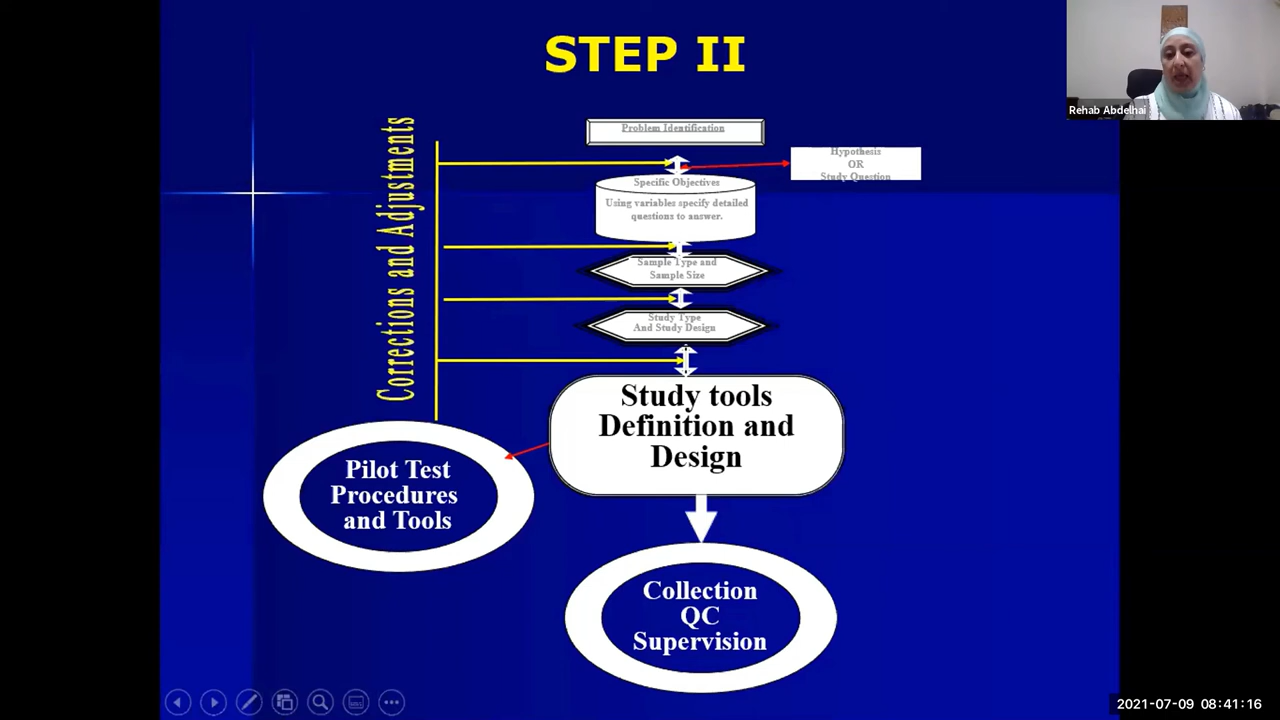 STEP II
Rehab Abdelhai
Problem Identification
Hypothesis
OR
Study Question
Specific Objectives
Using variables specify detailed
questions to answer.
Sample Type and
Sample Size
Study Type
And Study Design
Corrections and Adjustments
Study tools
Definition and
Design
Pilot Test
Procedures
and Tools
Collection
QC
Supervision
2021-07-09 08:41:16